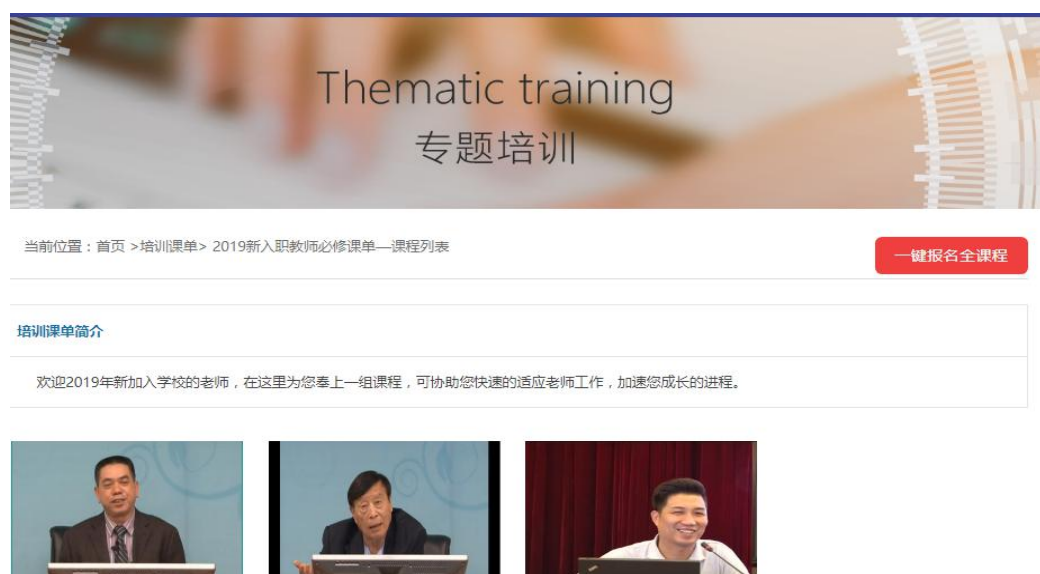 Thematic training
专题培训
当前位置：首页 >培训课单> 2019新入职教师必修课单—课程列表
一键报名全课程
培训课单简介
欢迎2019年新加入学校的老师，在这里为您奉上一组课程，可协助您快速的适应老师工作，加速您成长的进程。